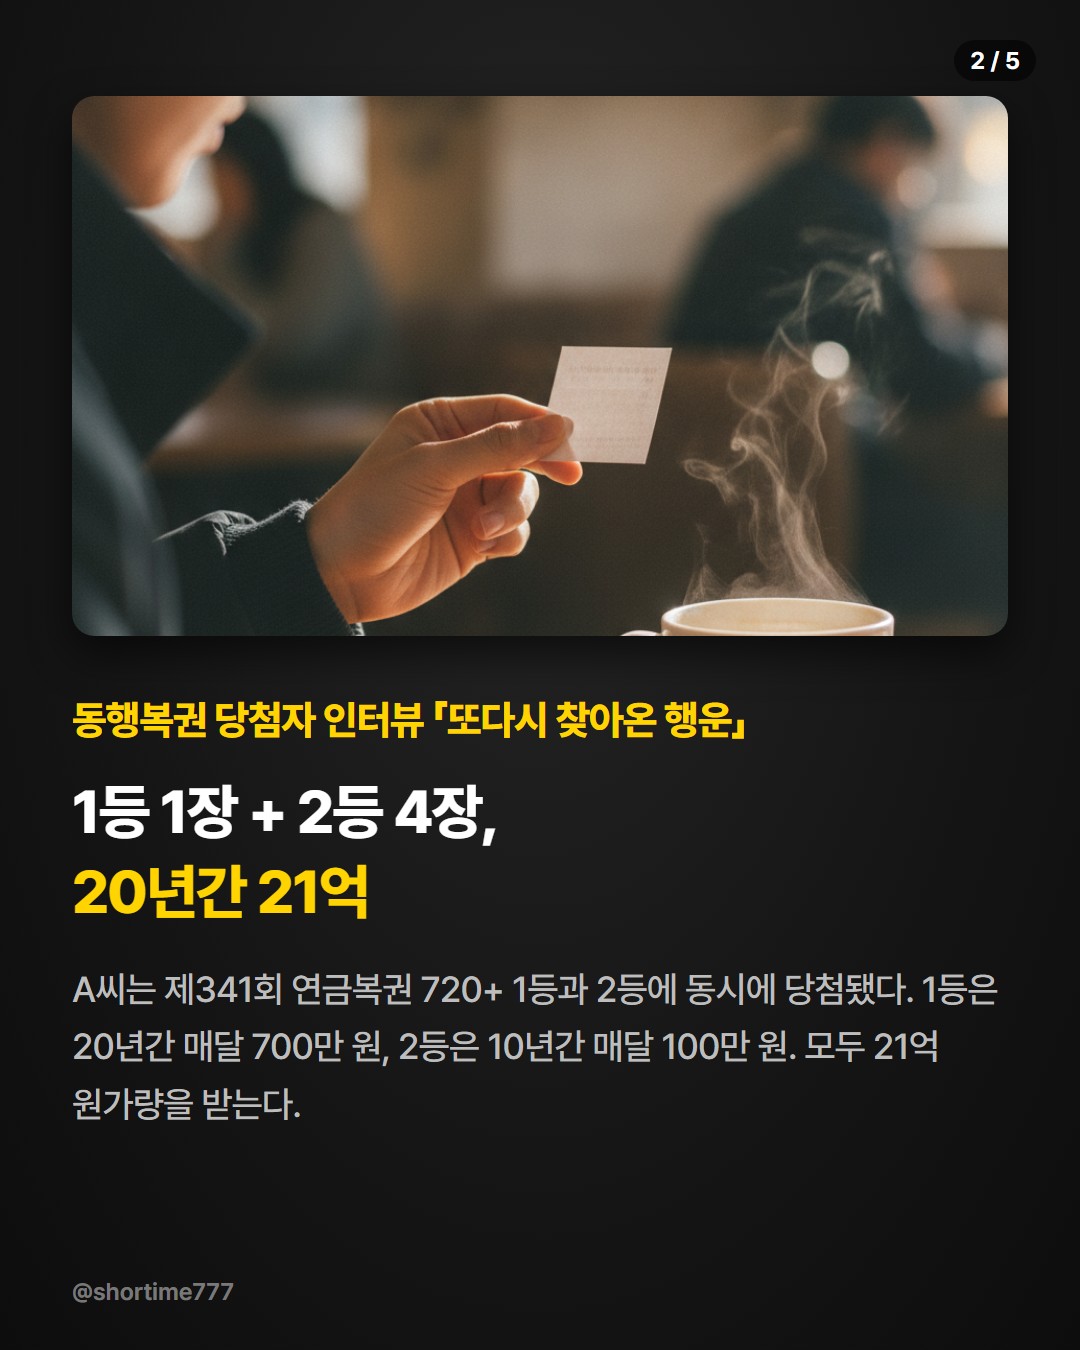 2 / 5
동행복권 당첨자 인터뷰 「또다시 찾아온 행운」
1등 1장 + 2등 4장,
20년간 21억
A씨는 제341회 연금복권 720+ 1등과 2등에 동시에 당첨됐다. 1등은
20년간 매달 700만 원, 2등은 10년간 매달 100만 원. 모두 21억
원가량을 받는다.
@shortime777